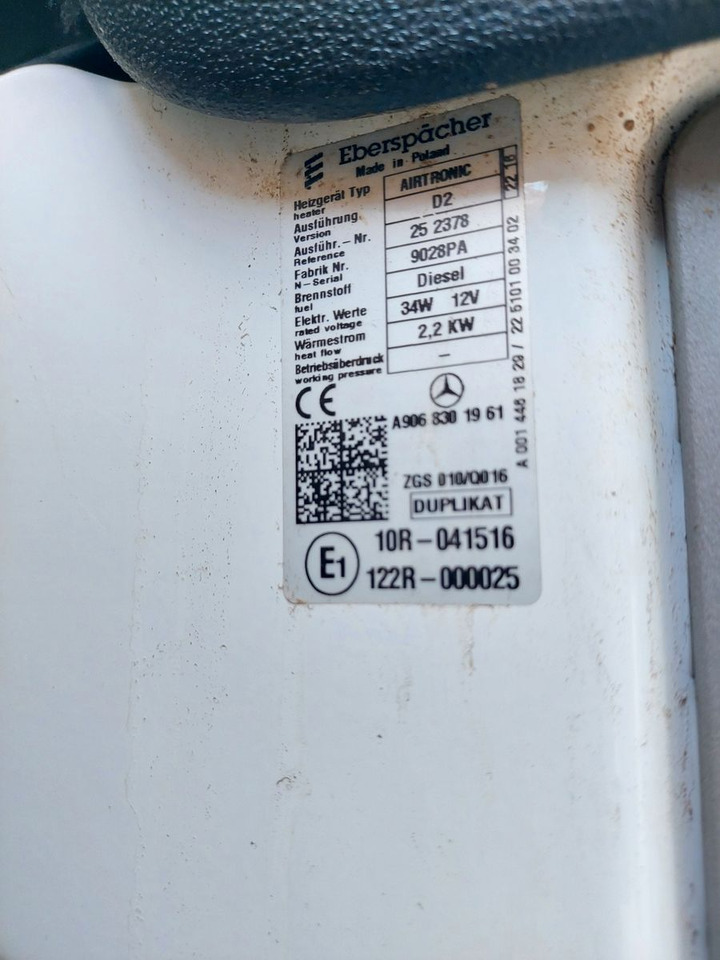 Eberspächer
Made in Poland
Heizgerät Typ
heater
AIRTRONIC
Ausführung
Version
D2
Ausführ.-Nr.
Reference
25 2378
Fabrik Nr.
N-Serial
9028PA
Brennstoff
fuel
Diesel
Elektr. Werte
rated voltage
34W 12V
Wärmestrom
heat flow
2,2 KW
Betriebsüberdruck
working pressure
–
22 16
A 001 446 18 29 / 22 5101 00 34 02
CE
A906 830 19 61
ZGS 010/Q016
DUPLIKAT
E1
10R-041516
122R-000025